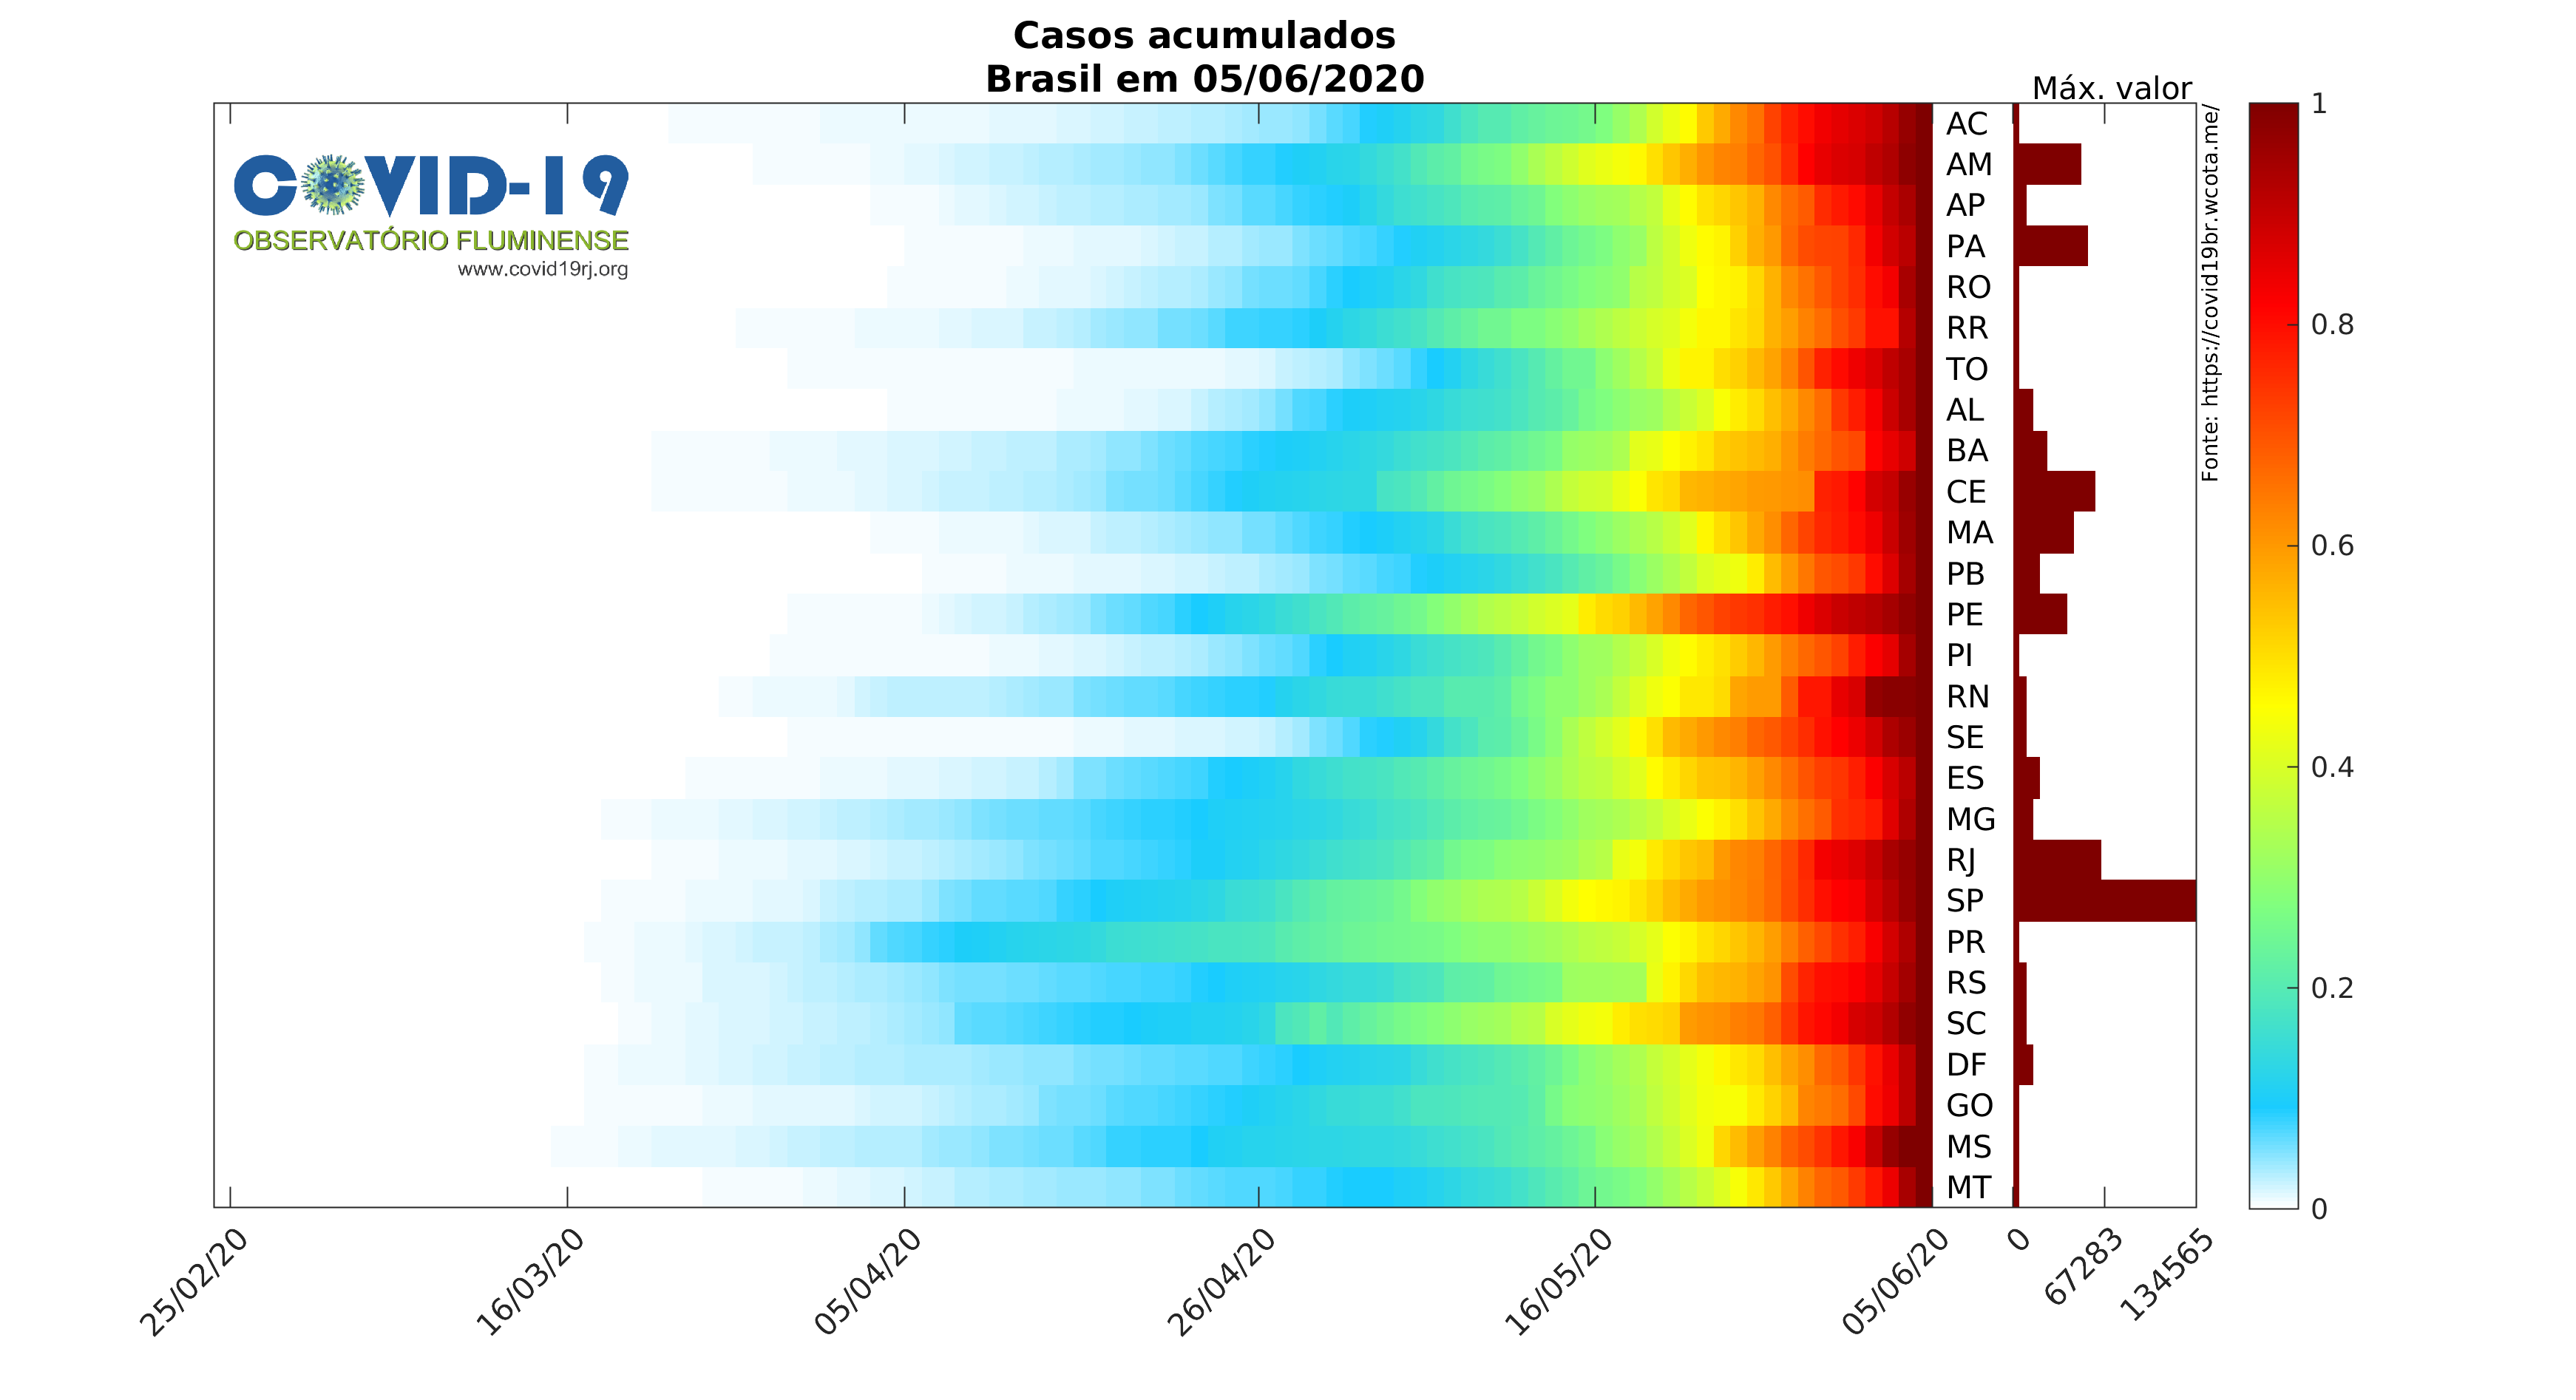 Casos acumulados
Brasil em 05/06/2020
Máx. valor
COVID-19
OBSERVATÓRIO FLUMINENSE
www.covid19rj.org
AC
AM
AP
PA
RO
RR
TO
AL
BA
CE
MA
PB
PE
PI
RN
SE
ES
MG
RJ
SP
PR
RS
SC
DF
GO
MS
MT
Fonte: https://covid19br.wcota.me/
1
0.8
0.6
0.4
0.2
0
25/02/20
16/03/20
05/04/20
26/04/20
16/05/20
05/06/20
0
67283
134565